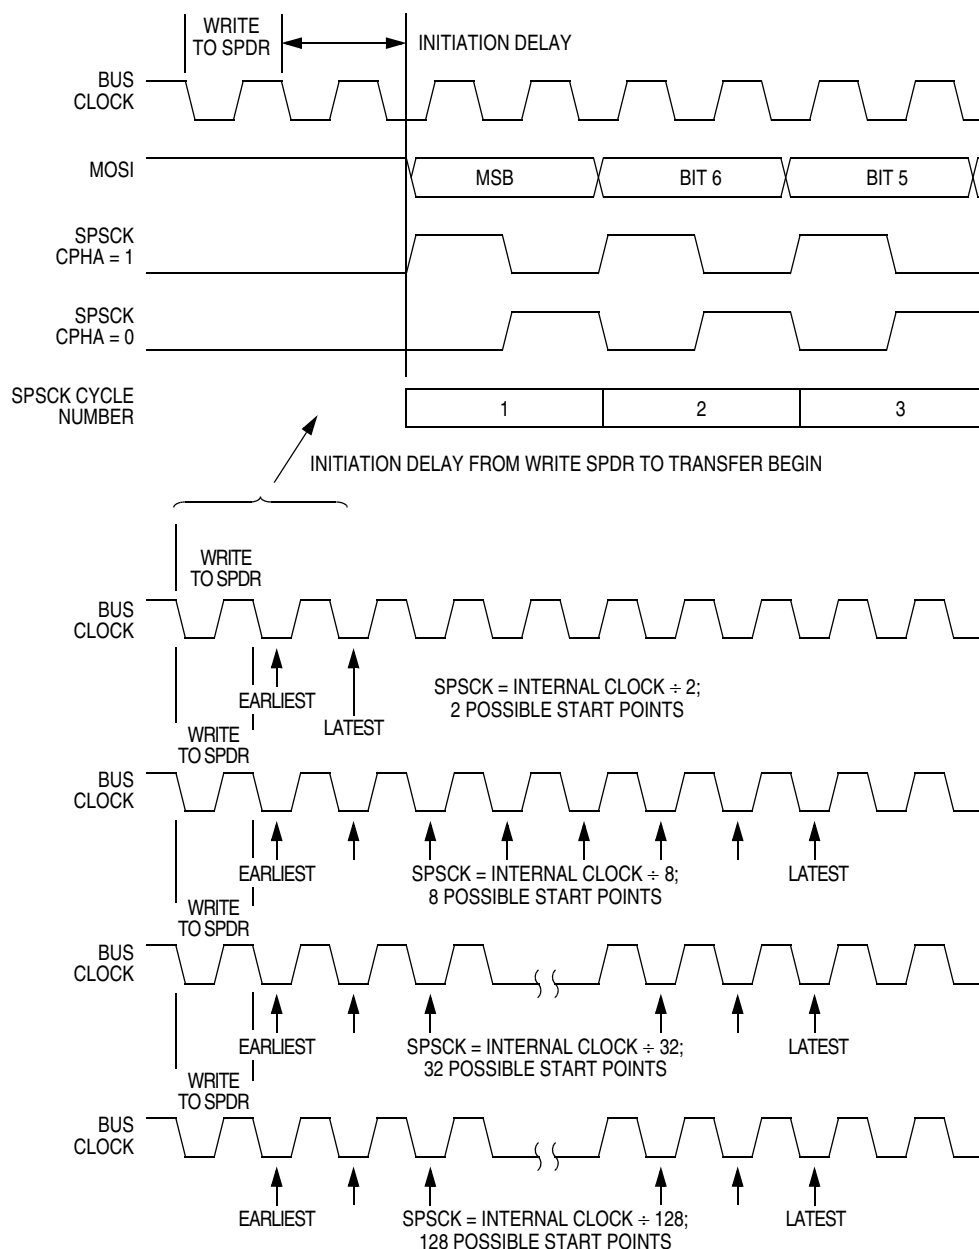 WRITE
TO SPDR
INITIATION DELAY
BUS
CLOCK
MOSI
MSB
BIT 6
BIT 5
SPSCK
CPHA = 1
SPSCK
CPHA = 0
SPSCK CYCLE
NUMBER
1
2
3
INITIATION DELAY FROM WRITE SPDR TO TRANSFER BEGIN
WRITE
TO SPDR
BUS
CLOCK
EARLIEST
LATEST
SPSCK = INTERNAL CLOCK ÷ 2;
2 POSSIBLE START POINTS
WRITE
TO SPDR
BUS
CLOCK
EARLIEST
SPSCK = INTERNAL CLOCK ÷ 8;
8 POSSIBLE START POINTS
LATEST
WRITE
TO SPDR
BUS
CLOCK
EARLIEST
SPSCK = INTERNAL CLOCK ÷ 32;
32 POSSIBLE START POINTS
LATEST
WRITE
TO SPDR
BUS
CLOCK
EARLIEST
SPSCK = INTERNAL CLOCK ÷ 128;
128 POSSIBLE START POINTS
LATEST